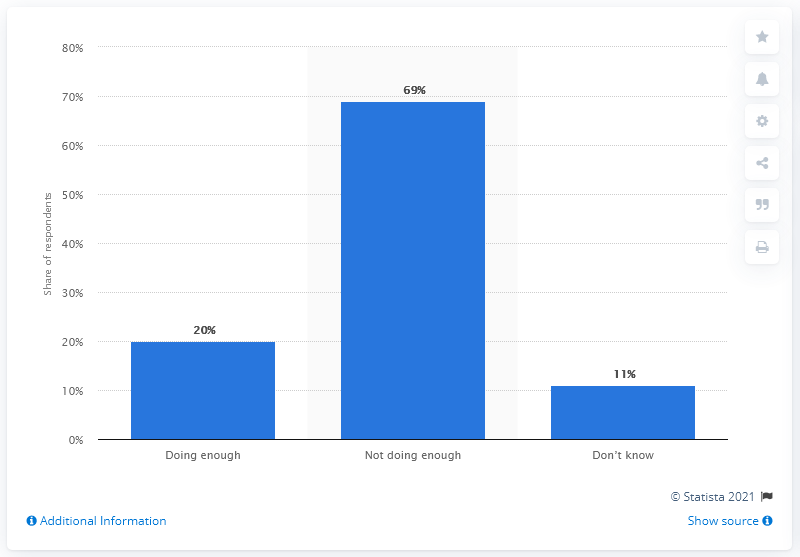 80%
70%
60%
50%
40%
30%
20%
10%
0%
Share of respondents
20%
69%
11%
Doing enough
Not doing enough
Don't know
© Statista 2021
Additional Information
Show source